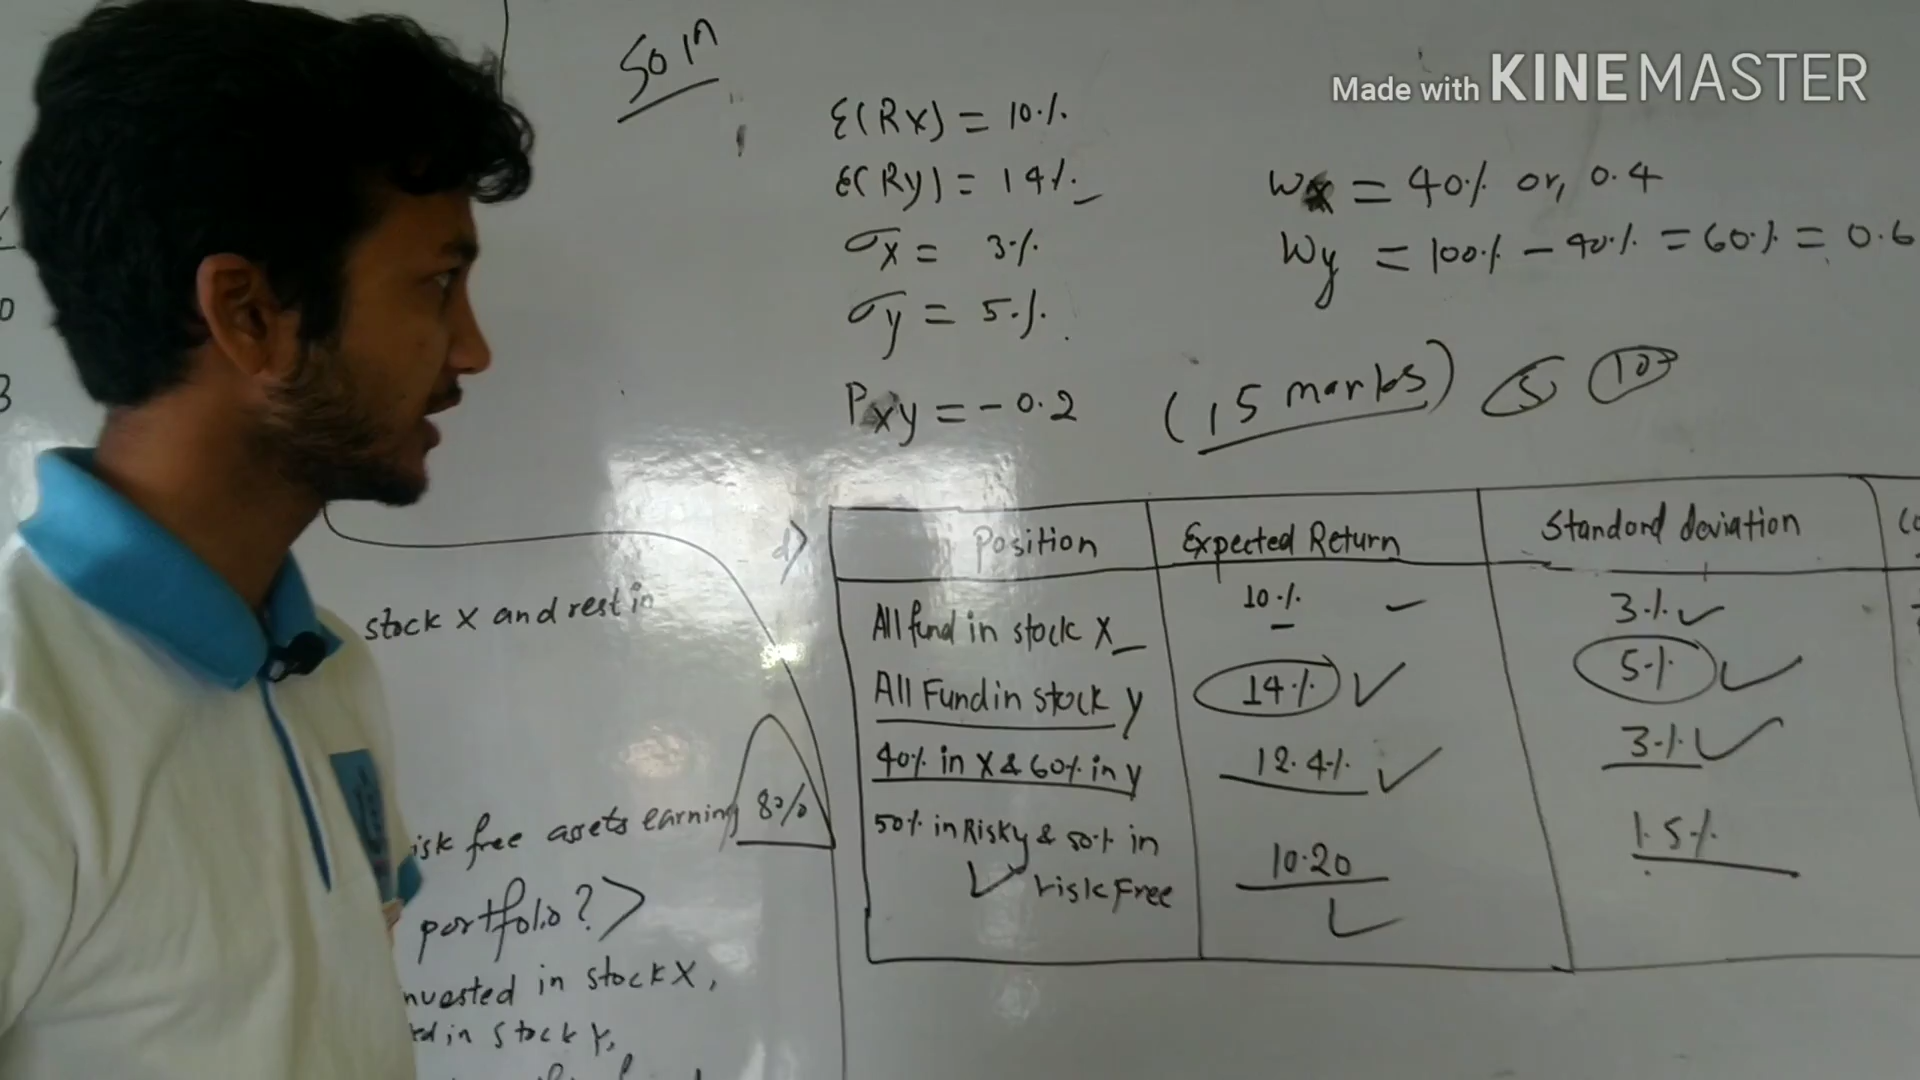 Made with KINEMASTER
Soln
E(Rx) = 10%
E(Ry) = 14%
σx = 3%
σy = 5%
Pxy = -0.2
Wx = 40% or, 0.4
Wy = 100% - 40% = 60% = 0.6
(15 marks) 5 10
stock X and rest in
isk free assets earning 8%
portfolio?
nvested in stock X,
ed in stock Y,
d)
Position Expected Return Standard deviation
All fund in stock X 10% 3%
All Fund in stock y 14% 5%
40% in X & 60% in y 12.4% 3%
50% in Risky & 50% in
risk Free 10.20 1.5%